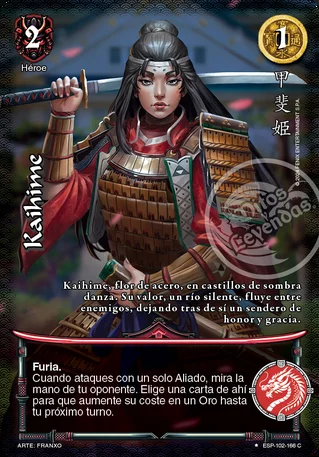 2
1
Héroe
甲
斐
姫
© 2024 FENIX ENTERTAINMENT S.P.A.
Kaihime
Mitos
y
Leyendas
Kaihime, flor de acero, en castillos de sombra
danza. Su valor, un río silente, fluye entre
enemigos, dejando tras de sí un sendero de
honor y gracia.
Furia.
Cuando ataques con un solo Aliado, mira la
mano de tu oponente. Elige una carta de ahí
para que aumente su coste en un Oro hasta
tu próximo turno.
ARTE: FRANXO
ESP-102-166 C